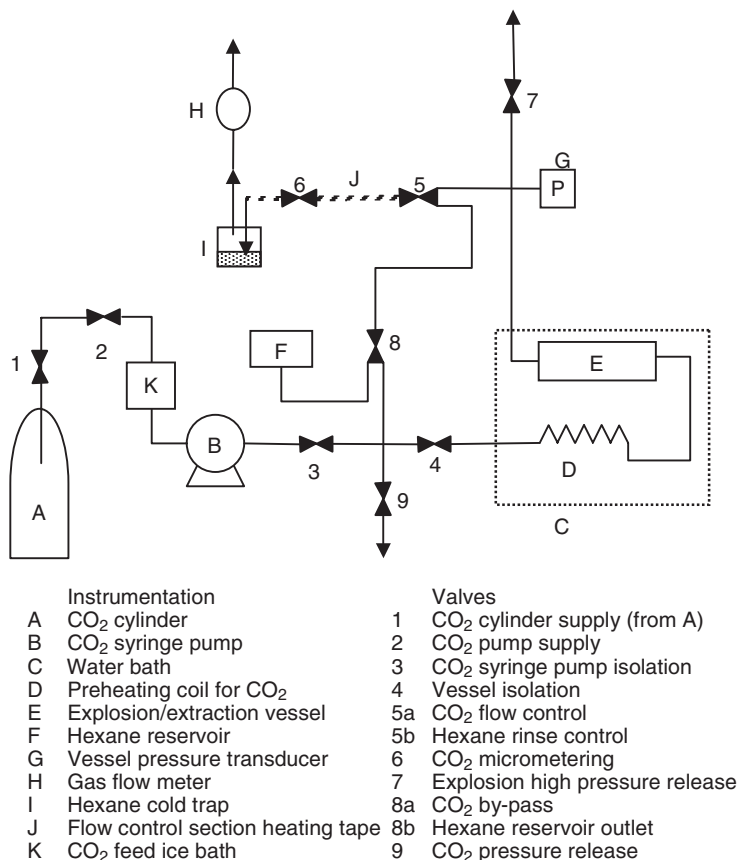 7
H
G
P
6
J
5
I
1
2
F
8
K
E
B
3
4
D
A
9
C
Instrumentation Valves
A CO₂ cylinder 1 CO₂ cylinder supply (from A)
B CO₂ syringe pump 2 CO₂ pump supply
C Water bath 3 CO₂ syringe pump isolation
D Preheating coil for CO₂ 4 Vessel isolation
E Explosion/extraction vessel 5a CO₂ flow control
F Hexane reservoir 5b Hexane rinse control
G Vessel pressure transducer 6 CO₂ micrometering
H Gas flow meter 7 Explosion high pressure release
I Hexane cold trap 8a CO₂ by-pass
J Flow control section heating tape 8b Hexane reservoir outlet
K CO₂ feed ice bath 9 CO₂ pressure release